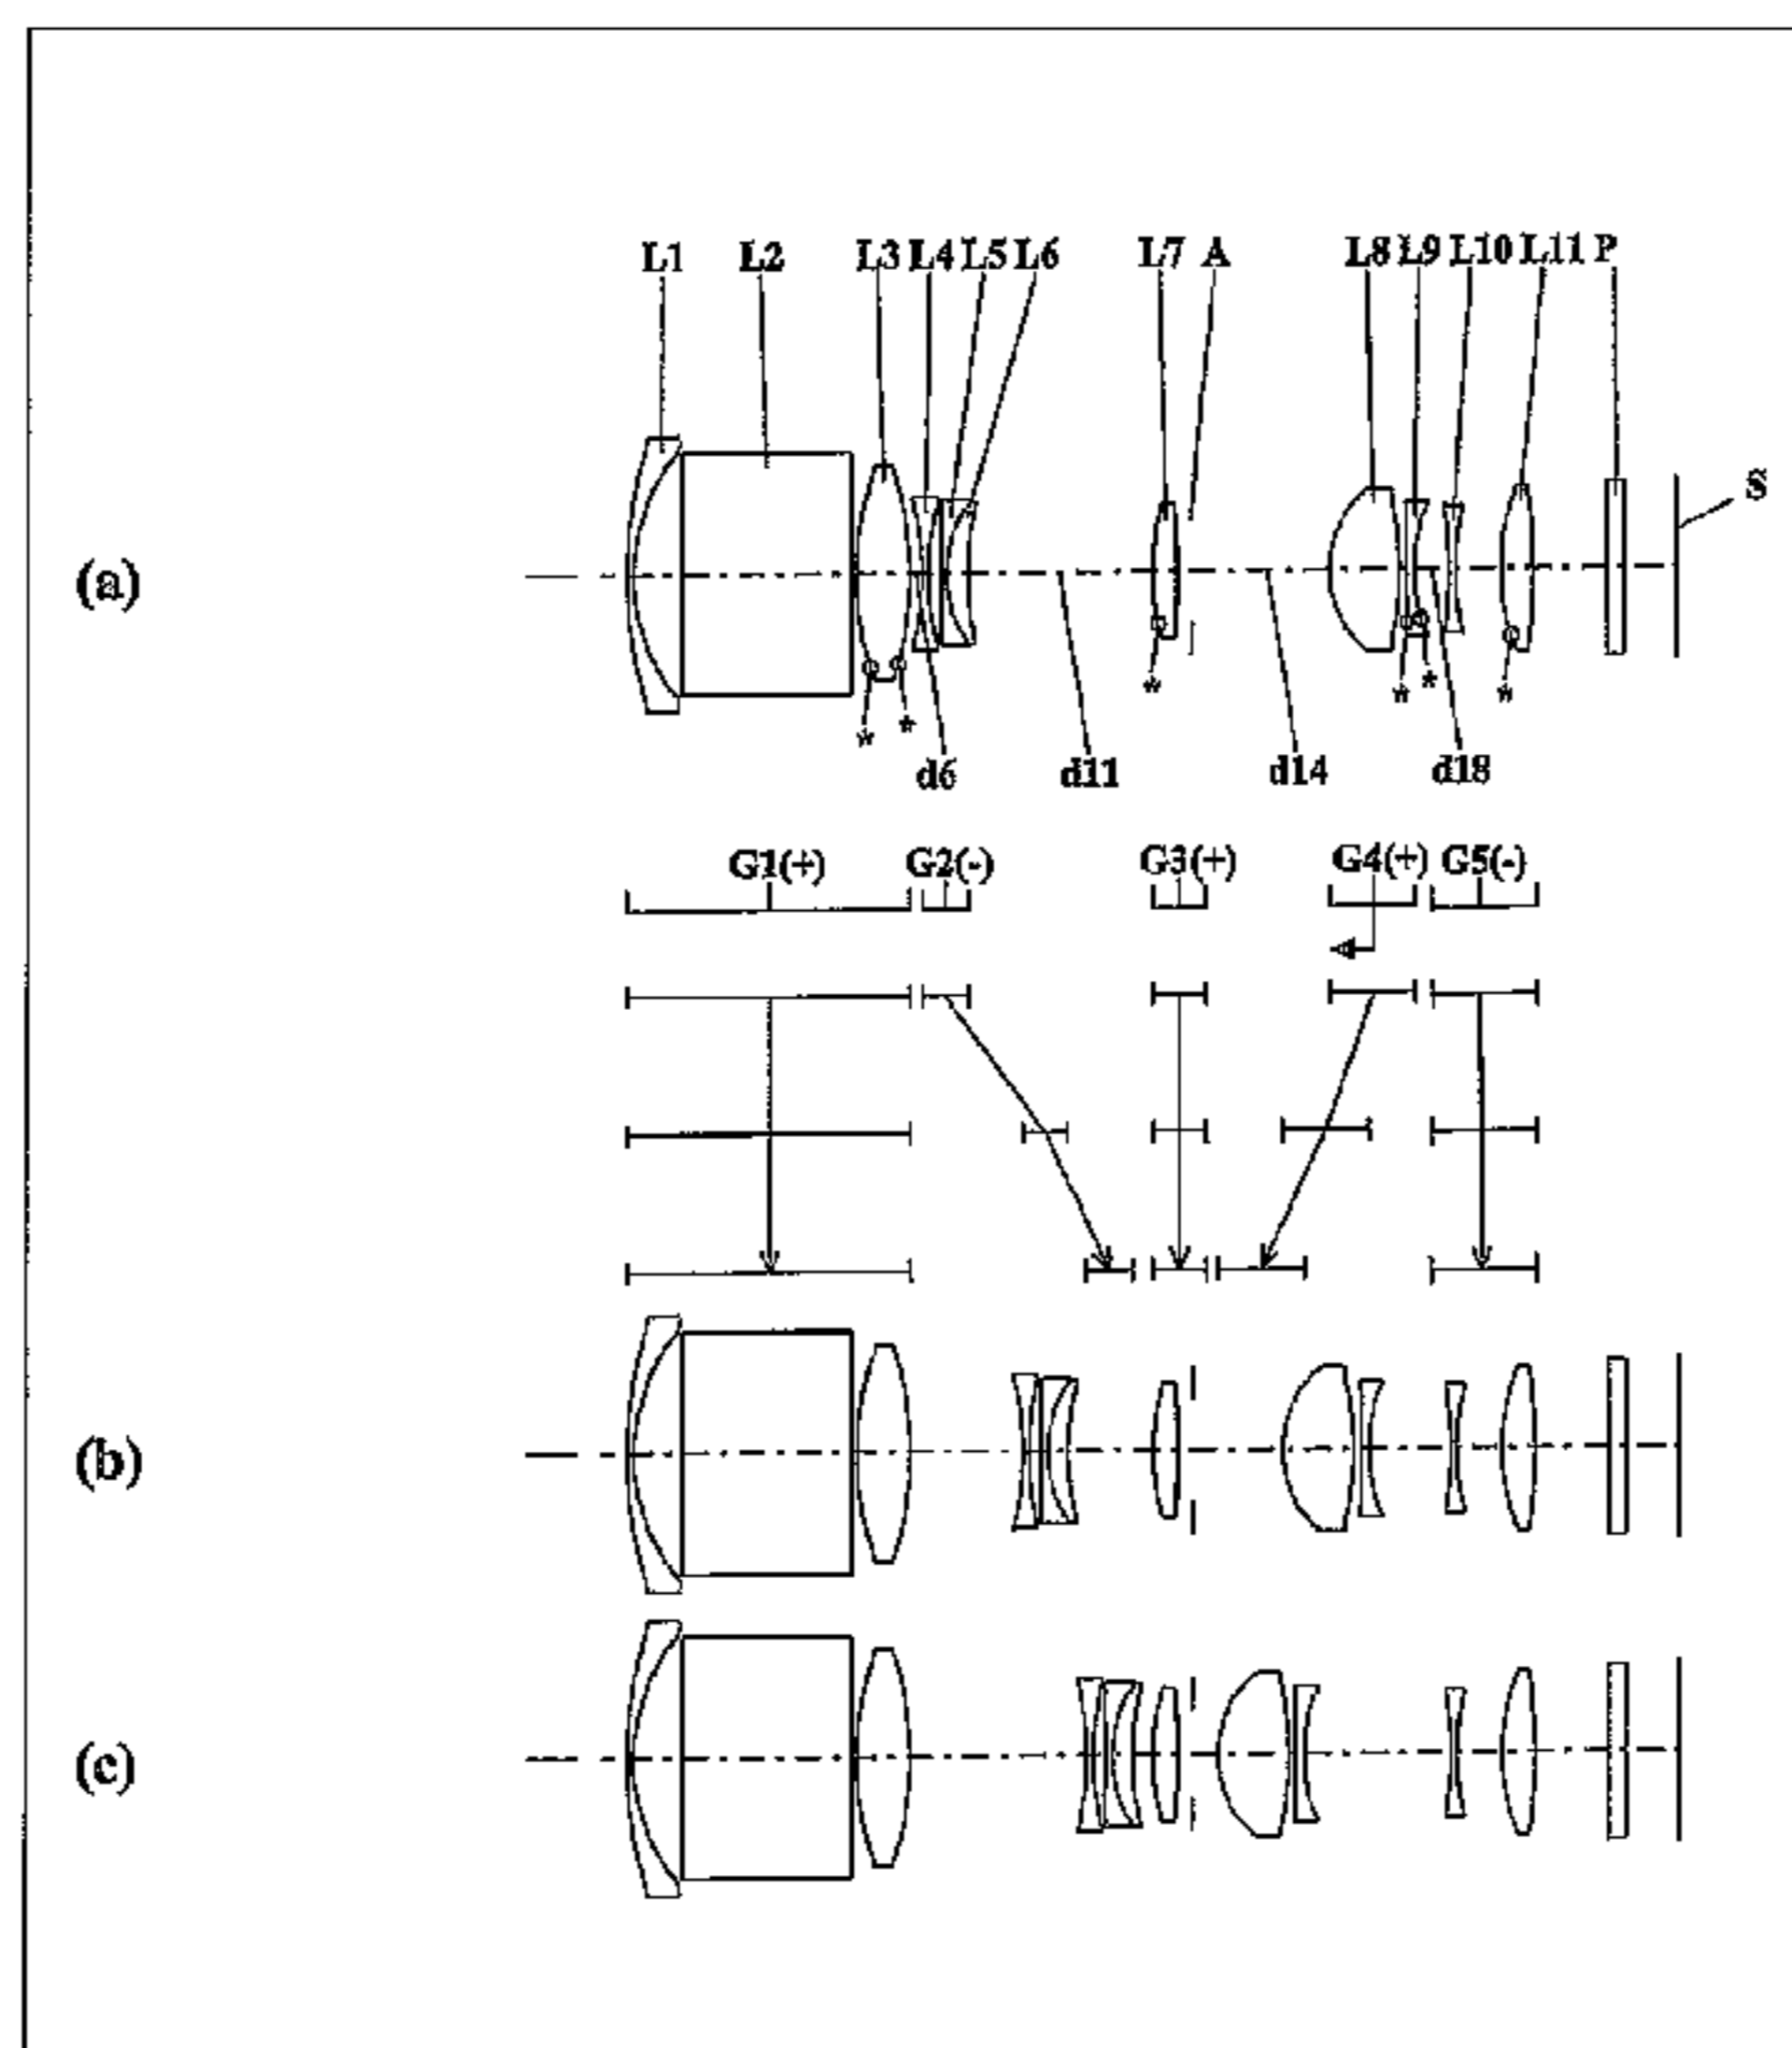 L1 L2 L3 L4 L5 L6 L7 A L8 L9 L10 L11 P
S
(a)
* * * * * *
d6 d11 d14 d18
G1(+) G2(-) G3(+) G4(+) G5(-)
(b)
(c)